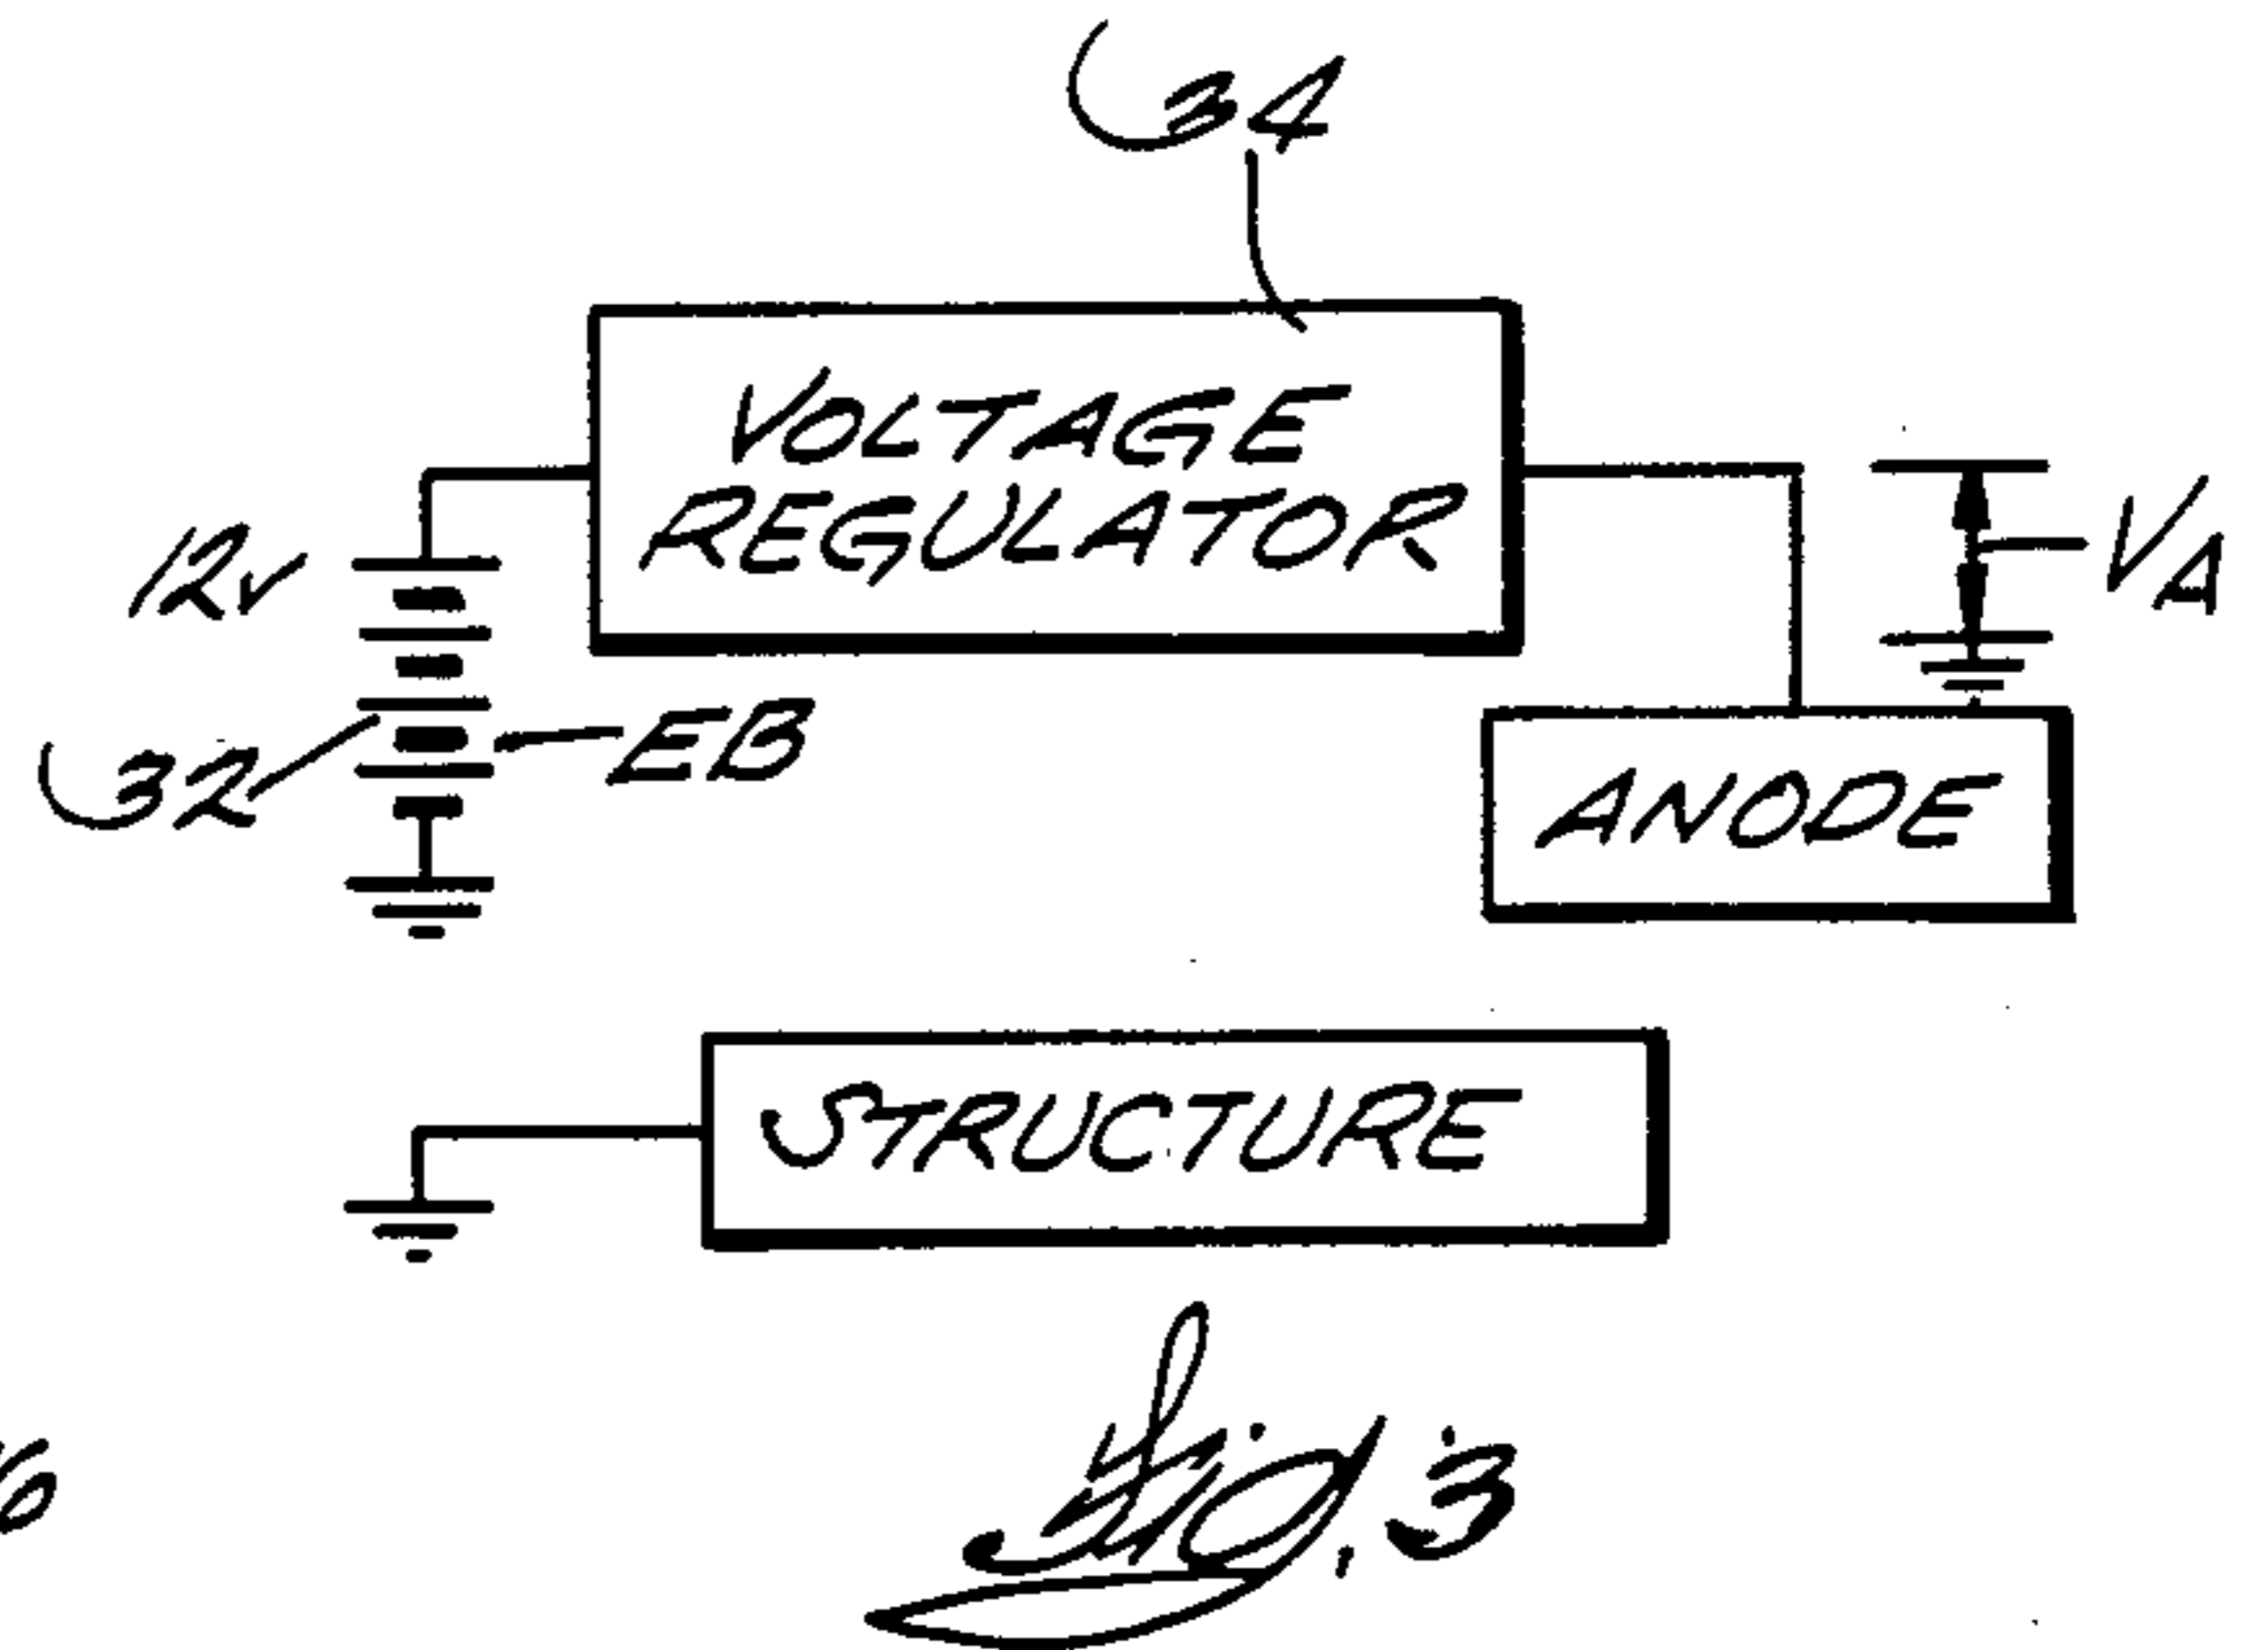 34
VOLTAGE
REGULATOR
12v
VA
EB
32
ANODE
STRUCTURE
Fig. 3